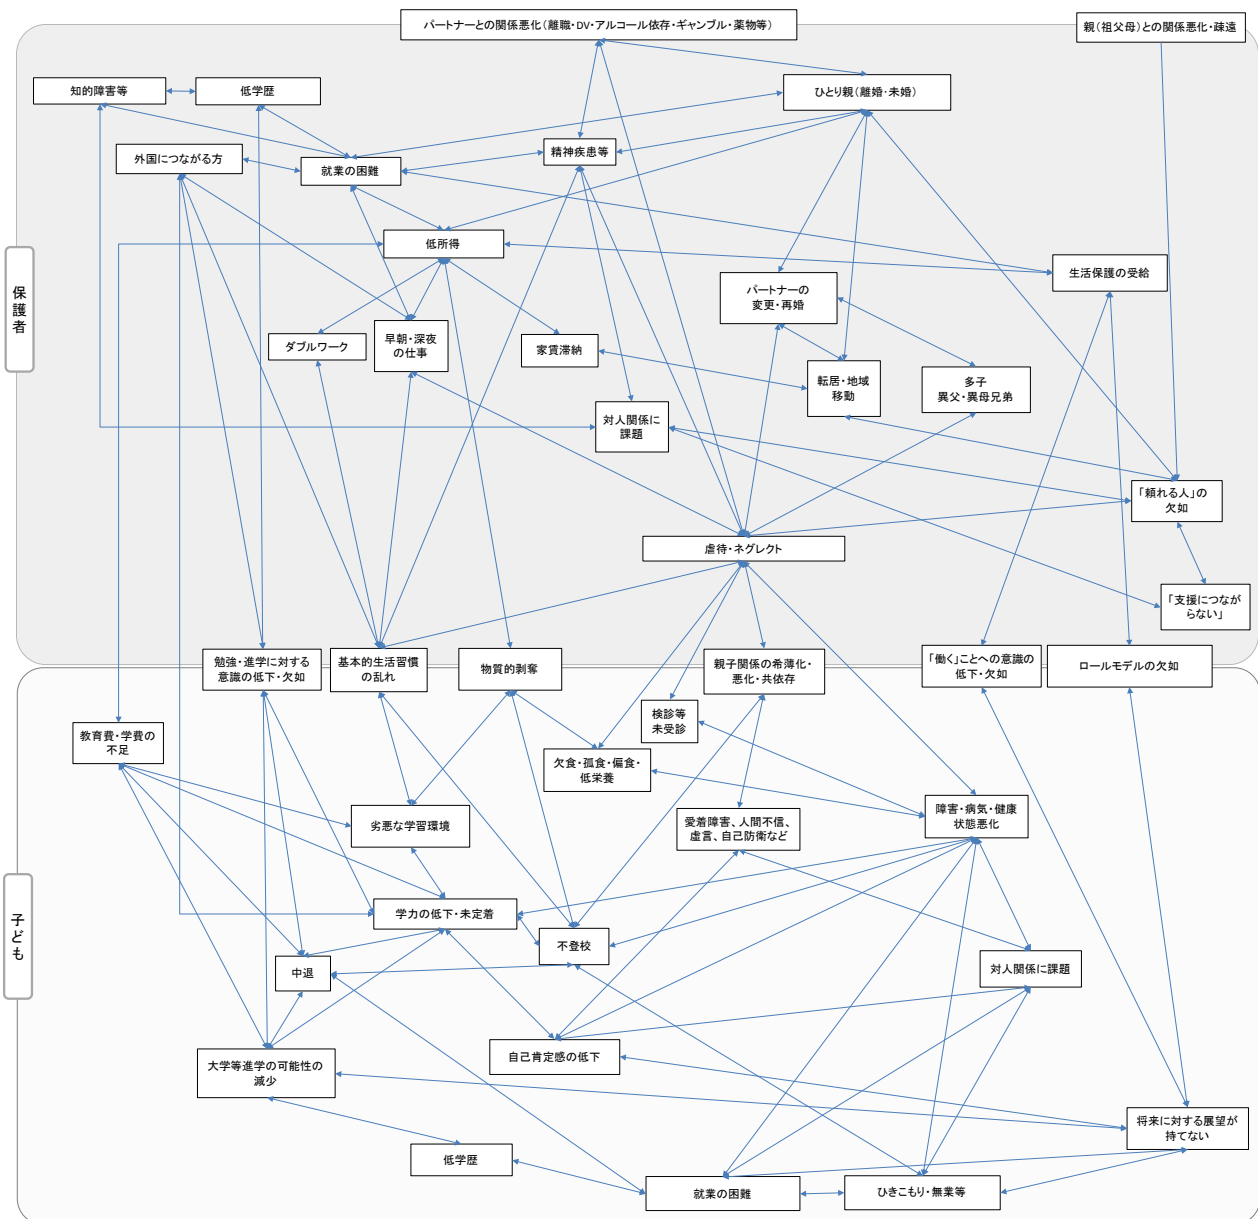 パートナーとの関係悪化（離職・DV・アルコール依存・ギャンブル・薬物等）
親（祖父母）との関係悪化・疎遠
知的障害等
低学歴
ひとり親（離婚・未婚）
外国につながる方
就業の困難
精神疾患等
低所得
生活保護の受給
保護者
パートナーの
変更・再婚
ダブルワーク
早朝・深夜
の仕事
家賃滞納
転居・地域
移動
多子
異父・異母兄弟
対人関係に
課題
「頼れる人」の
欠如
虐待・ネグレクト
「支援につなが
らない」
勉強・進学に対する
意識の低下・欠如
基本的生活習慣
の乱れ
物質的剥奪
親子関係の希薄化・
悪化・共依存
「働く」ことへの意識の
低下・欠如
ロールモデルの欠如
検診等
未受診
教育費・学費の
不足
欠食・孤食・偏食・
低栄養
劣悪な学習環境
愛着障害、人間不信、
虚言、自己防衛など
障害・病気・健康
状態悪化
子ども
学力の低下・未定着
不登校
中退
対人関係に課題
自己肯定感の低下
大学等進学の可能性の
減少
将来に対する展望が
持てない
低学歴
就業の困難
ひきこもり・無業等